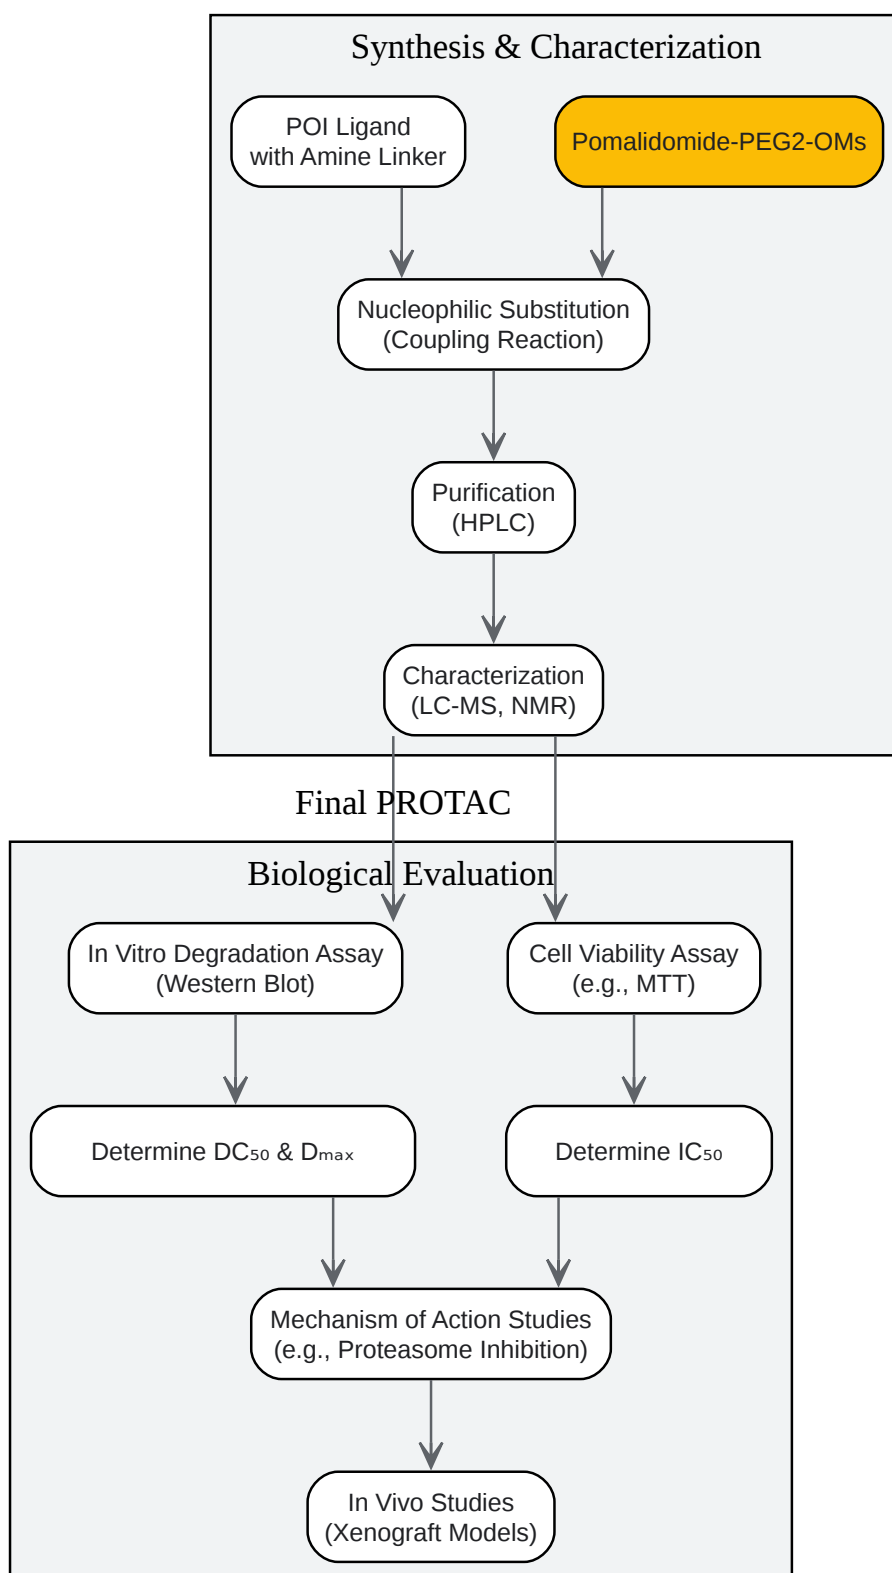 Synthesis & Characterization
POI Ligand
with Amine Linker
Pomalidomide-PEG2-OMs
Nucleophilic Substitution
(Coupling Reaction)
Purification
(HPLC)
Characterization
(LC-MS, NMR)
Final PROTAC
Biological Evaluation
In Vitro Degradation Assay
(Western Blot)
Cell Viability Assay
(e.g., MTT)
Determine DC₅₀ & Dₘₐₓ
Determine IC₅₀
Mechanism of Action Studies
(e.g., Proteasome Inhibition)
In Vivo Studies
(Xenograft Models)